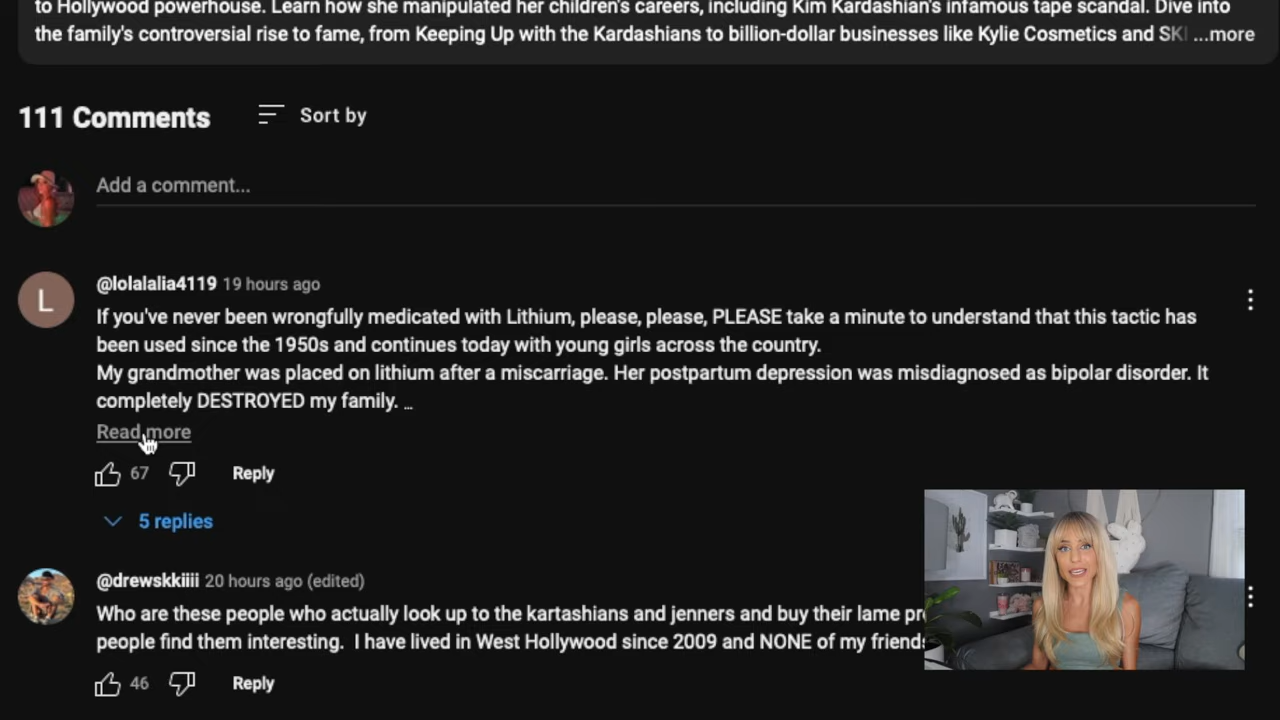 to Hollywood powerhouse. Learn how she manipulated her children's careers, including Kim Kardashian's infamous tape scandal. Dive into
the family's controversial rise to fame, from Keeping Up with the Kardashians to billion-dollar businesses like Kylie Cosmetics and SKI ...more
111 Comments
Sort by
Add a comment...
L
@lolalalia4119 19 hours ago
If you've never been wrongfully medicated with Lithium, please, please, PLEASE take a minute to understand that this tactic has
been used since the 1950s and continues today with young girls across the country.
My grandmother was placed on lithium after a miscarriage. Her postpartum depression was misdiagnosed as bipolar disorder. It
completely DESTROYED my family. ...
Read more
67
Reply
5 replies
@drewskkiiii 20 hours ago (edited)
Who are these people who actually look up to the kartashians and jenners and buy their lame
people find them interesting. I have lived in West Hollywood since 2009 and NONE of my friends
46
Reply